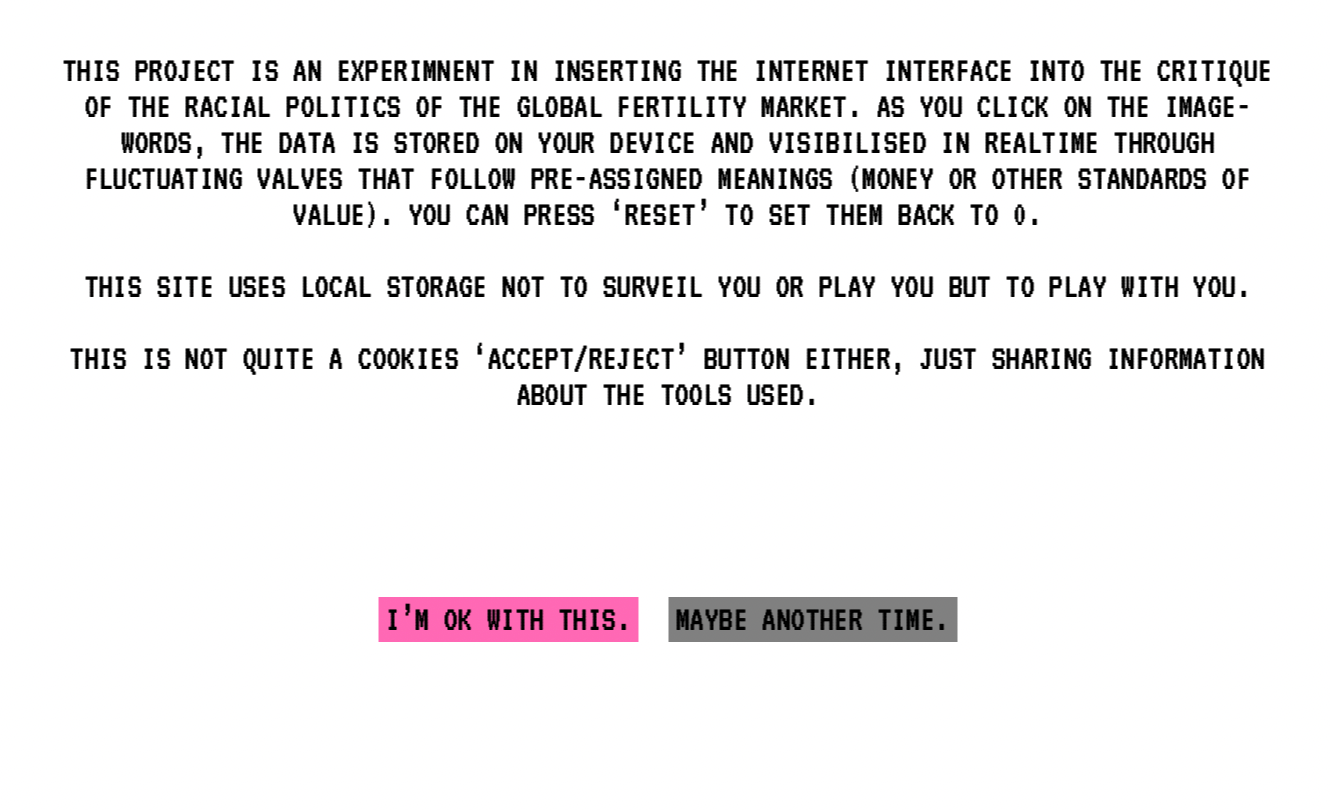 THIS PROJECT IS AN EXPERIMNENT IN INSERTING THE INTERNET INTERFACE INTO THE CRITIQUE
OF THE RACIAL POLITICS OF THE GLOBAL FERTILITY MARKET. AS YOU CLICK ON THE IMAGE-
WORDS, THE DATA IS STORED ON YOUR DEVICE AND VISIBILISED IN REALTIME THROUGH
FLUCTUATING VALVES THAT FOLLOW PRE-ASSIGNED MEANINGS (MONEY OR OTHER STANDARDS OF
VALUE). YOU CAN PRESS ‘RESET’ TO SET THEM BACK TO 0.
THIS SITE USES LOCAL STORAGE NOT TO SURVEIL YOU OR PLAY YOU BUT TO PLAY WITH YOU.
THIS IS NOT QUITE A COOKIES ‘ACCEPT/REJECT’ BUTTON EITHER, JUST SHARING INFORMATION
ABOUT THE TOOLS USED.
I’M OK WITH THIS.
MAYBE ANOTHER TIME.